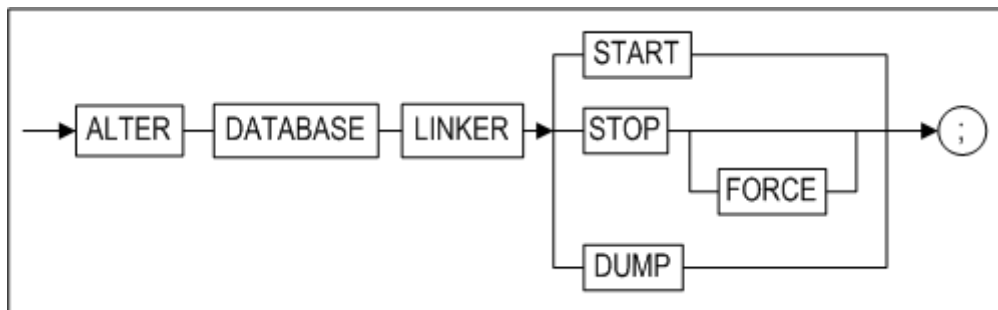 START
ALTER DATABASE LINKER STOP ;
FORCE
DUMP